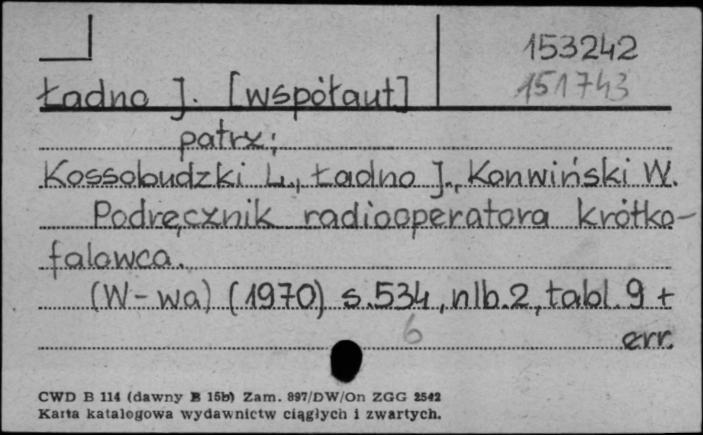 153242
151743
Ładno J. [współaut]
patrz;
Kossobudzki L., Ładno J., Konwiński W.
Podręcznik radiooperatora krótko-
falowca.
(W-wa) (1970) s.534, nlb.2, tabl.9 +
6
err.
CWD B 114 (dawny B 15b) Zam. 897/DW/On ZGG 2542
Karta katalogowa wydawnictw ciągłych i zwartych.